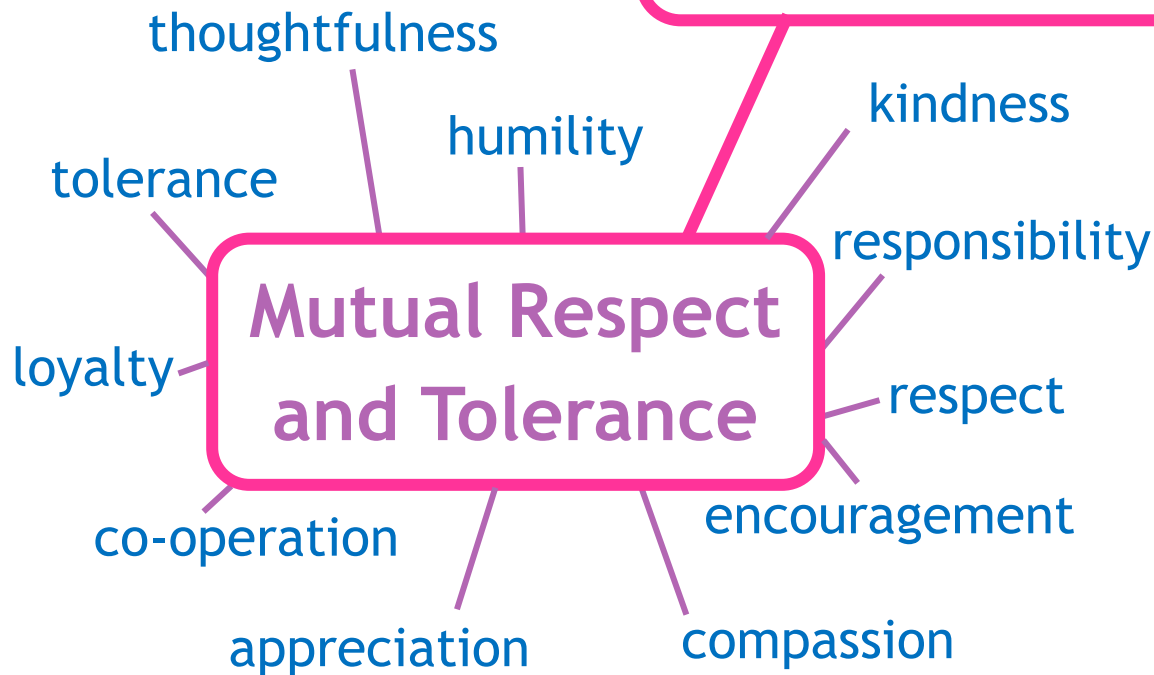 thoughtfulness
kindness
humility
tolerance
responsibility
Mutual Respect
and Tolerance
loyalty
respect
encouragement
co-operation
appreciation
compassion